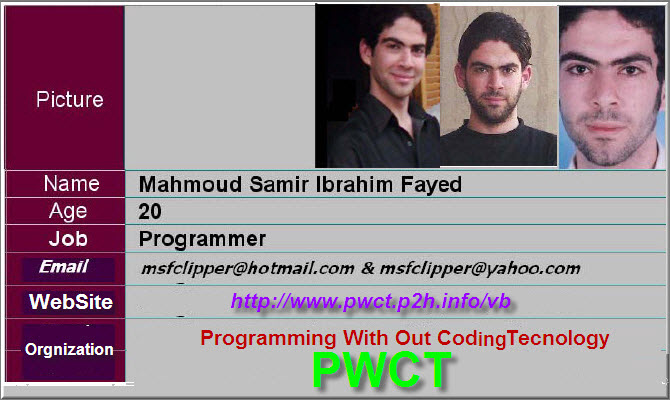 Picture
Name Mahmoud Samir Ibrahim Fayed
Age 20
Job Programmer
Email msfclipper@hotmail.com & msfclipper@yahoo.com
WebSite http://www.pwct.p2h.info/vb
Orgnization Programming With Out CodingTecnology
PWCT